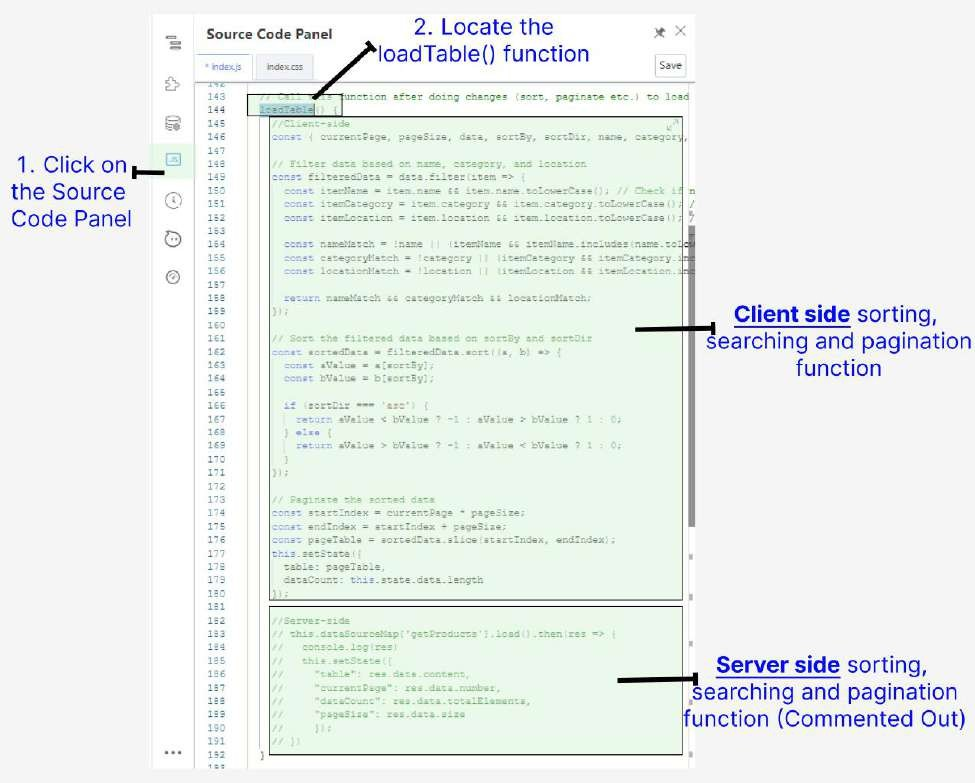 2. Locate the
loadTable() function
1. Click on
the Source
Code Panel
Source Code Panel
* Index.js
Index.css
Save
142
143 // Call this function after doing changes (sort, paginate etc.) to load
144 loadTable() {
145 //Client-side
146 const { currentPage, pageSize, data, sortBy, sortDir, name, category,
147
148 // Filter data based on name, category, and location
149 const filteredData = data.filter(item => {
150 const itemName = item.name && item.name.toLowerCase(); // Check if n
151 const itemCategory = item.category && item.category.toLowerCase(); /
152 const itemLocation = item.location && item.location.toLowerCase(); /
153
154 const nameMatch = !name || (itemName && itemName.includes(name.toLow
155 const categoryMatch = !category || (itemCategory && itemCategory.inc
156 const locationMatch = !location || (itemLocation && itemLocation.inc
157
158 return nameMatch && categoryMatch && locationMatch;
159 });
160
161 // Sort the filtered data based on sortBy and sortDir
162 const sortedData = filteredData.sort((a, b) => {
163 const aValue = a[sortBy];
164 const bValue = b[sortBy];
165
166 if (sortDir === 'asc') {
167 return aValue < bValue ? -1 : aValue > bValue ? 1 : 0;
168 } else {
169 return aValue > bValue ? -1 : aValue < bValue ? 1 : 0;
170 }
171 });
172
173 // Paginate the sorted data
174 const startIndex = currentPage * pageSize;
175 const endIndex = startIndex + pageSize;
176 const pageTable = sortedData.slice(startIndex, endIndex);
177 this.setState({
178 table: pageTable,
179 dataCount: this.state.data.length
180 });
181
182 //Server-side
183 // this.dataSourceMap['getProducts'].load().then(res => {
184 // console.log(res)
185 // this.setState({
186 // "table": res.data.content,
187 // "currentPage": res.data.number,
188 // "dataCount": res.data.totalElements,
189 // "pageSize": res.data.size
190 // });
191 // })
192 }
193
Client side sorting,
searching and pagination
function
Server side sorting,
searching and pagination
function (Commented Out)